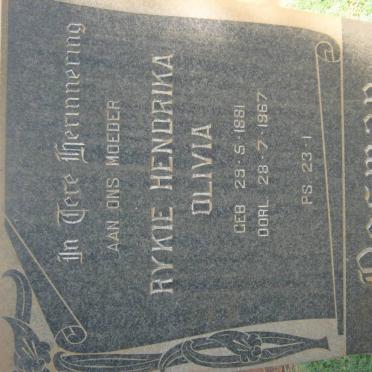 In Tere Herinnering
AAN ONS MOEDER
RYKIE HENDRIKA
OLIVIA
GEB 29·5·1881
OORL 28·7·1967
PS. 23·1